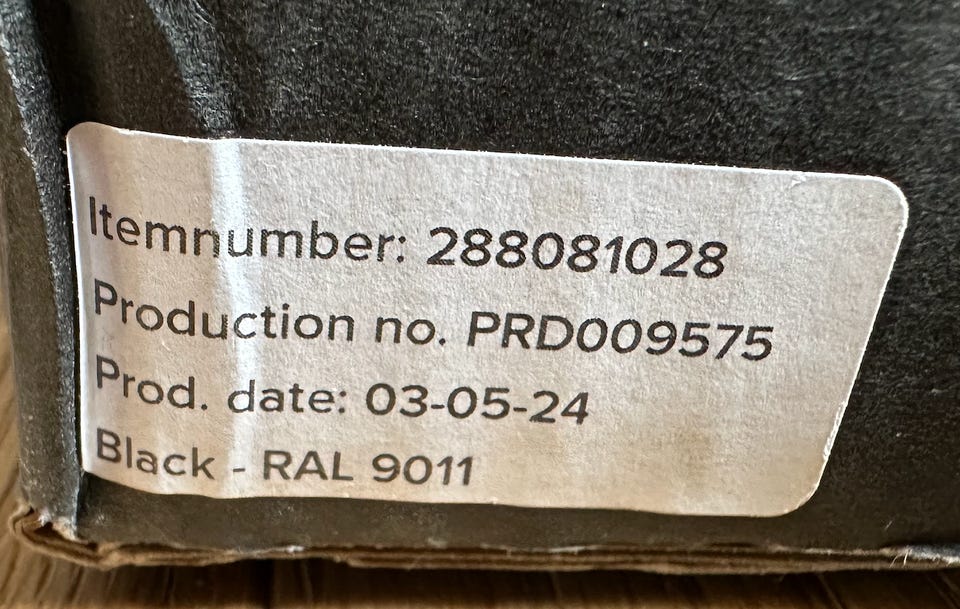 Itemnumber: 288081028
Production no. PRD009575
Prod. date: 03-05-24
Black - RAL 9011